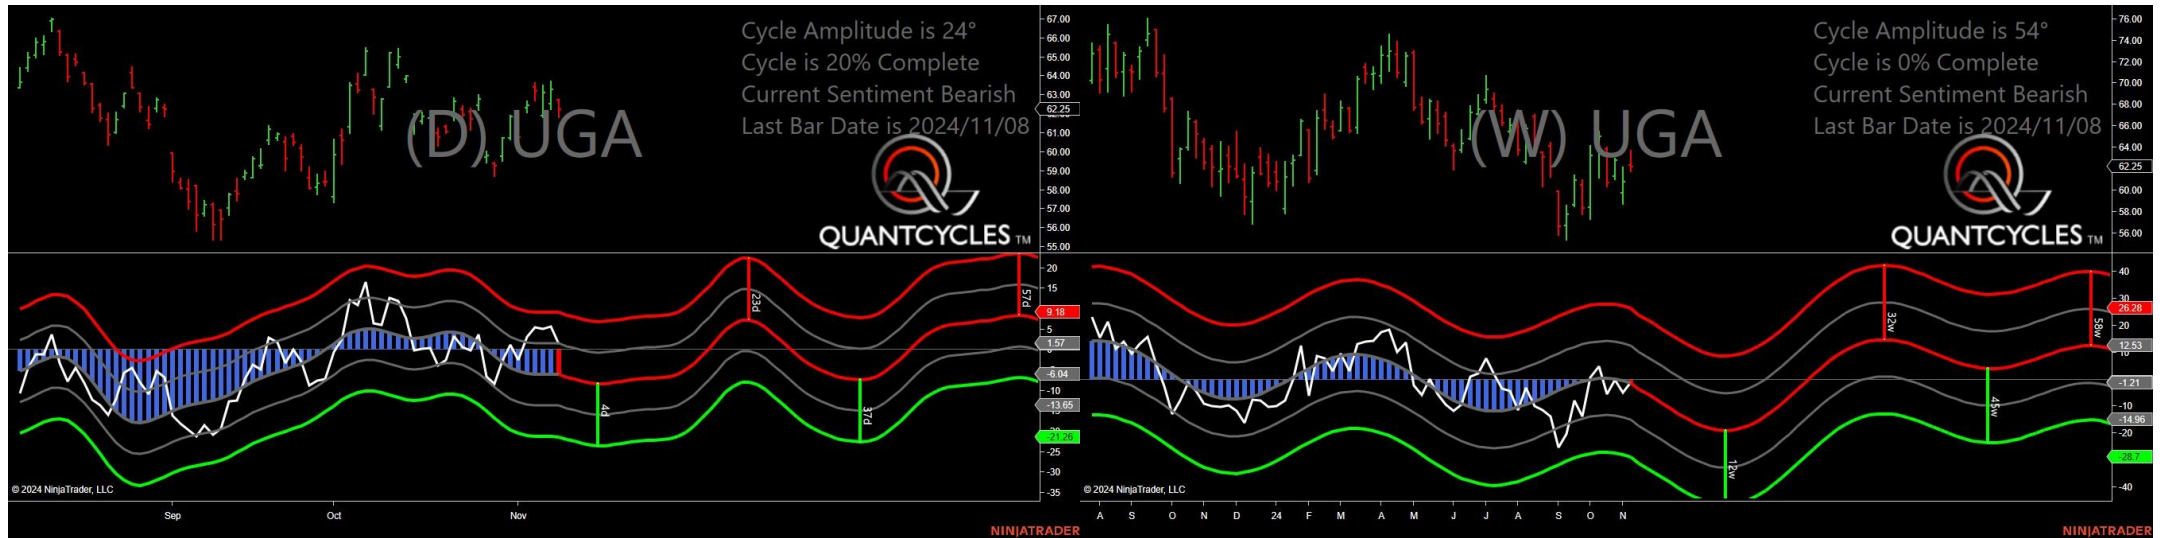 Cycle Amplitude is 24°
Cycle is 20% Complete
Current Sentiment Bearish
Last Bar Date is 2024/11/08
(D) UGA
QUANTCYCLES TM
67.00
66.00
65.00
64.00
63.00
62.25
61.00
60.00
59.00
58.00
57.00
56.00
55.00
20
15
9.18
5
1.57
-6.04
-10
-13.65
-21.26
-25
-30
-35
23d
57d
4d
37d
© 2024 NinjaTrader, LLC
Sep Oct Nov
NINJATRADER
Cycle Amplitude is 54°
Cycle is 0% Complete
Current Sentiment Bearish
Last Bar Date is 2024/11/08
(W) UGA
QUANTCYCLES TM
76.00
74.00
72.00
70.00
68.00
66.00
64.00
62.25
60.00
58.00
56.00
40
30
26.28
20
12.53
10
-1.21
-10
-14.96
-20
-28.7
-40
32w
58w
45w
12w
© 2024 NinjaTrader, LLC
A S O N D 24 F M A M J J A S O N
NINJATRADER